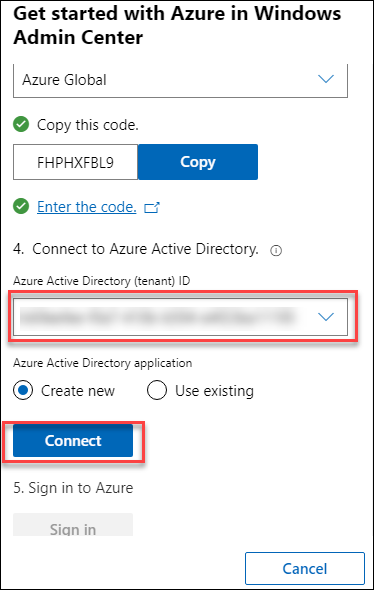 Get started with Azure in Windows
Admin Center
Azure Global
Copy this code.
FHPHXFBL9
Copy
Enter the code.
4. Connect to Azure Active Directory.
Azure Active Directory (tenant) ID
Azure Active Directory application
Create new
Use existing
Connect
5. Sign in to Azure
Sign in
Cancel